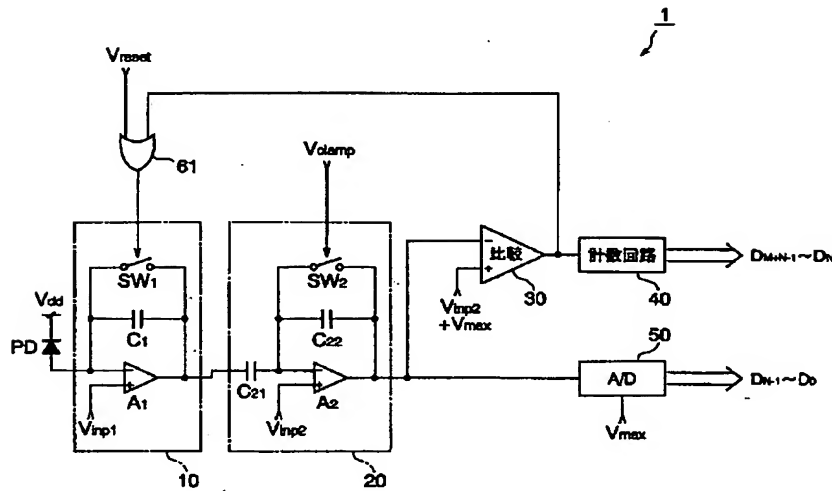 1
Vreset
61
Vclamp
SW1
SW2
比較
30
計数回路
40
DM+N-1~DN
Vdd
PD
C1
C22
Vinp2
+Vmax
50
A/D
DN-1~D0
Vmax
C21
A1
A2
Vinp1
Vinp2
10
20